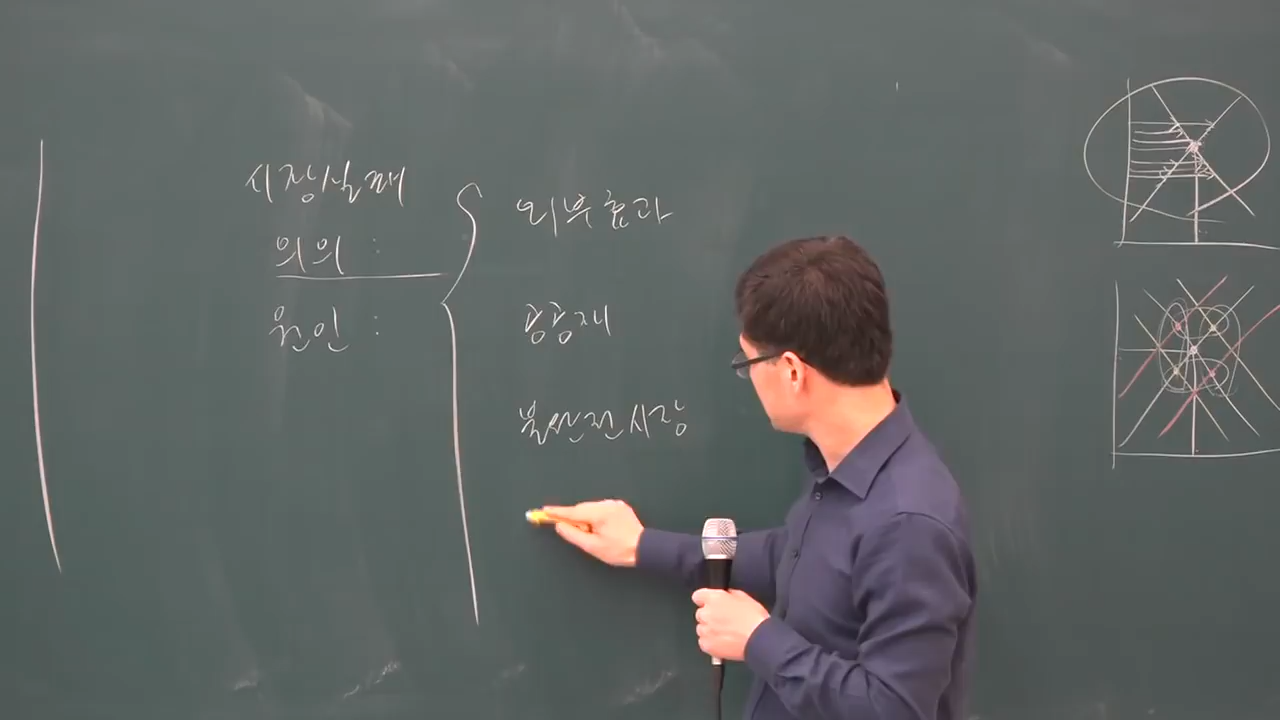 시장실패
의의 :
원인 :
외부효과
공공재
불완전시장